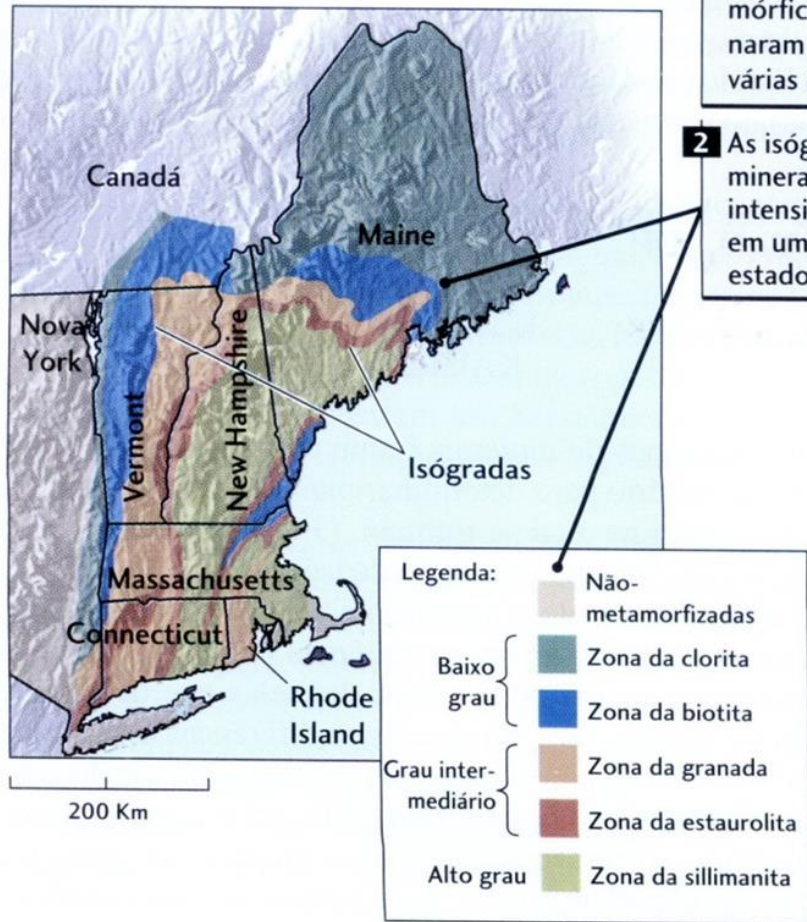 mórfic
naram
várias
2 As isóg
minera
intensi
em um
estado
Canadá
Maine
Nova
York
Vermont
New Hampshire
Isógradas
Massachusetts
Connecticut
Rhode
Island
200 Km
Legenda:
Não-
metamorfizadas
Baixo
grau
Zona da clorita
Zona da biotita
Grau inter-
mediário
Zona da granada
Zona da estaurolita
Alto grau
Zona da sillimanita